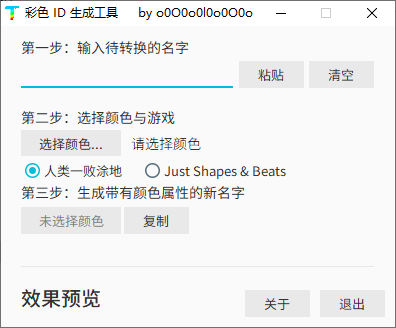 彩色 ID 生成工具 by o0O0o0l0o0O0o
第一步：输入待转换的名字
粘贴 清空
第二步：选择颜色与游戏
选择颜色... 请选择颜色
人类一败涂地 Just Shapes & Beats
第三步：生成带有颜色属性的新名字
未选择颜色 复制
效果预览
关于 退出